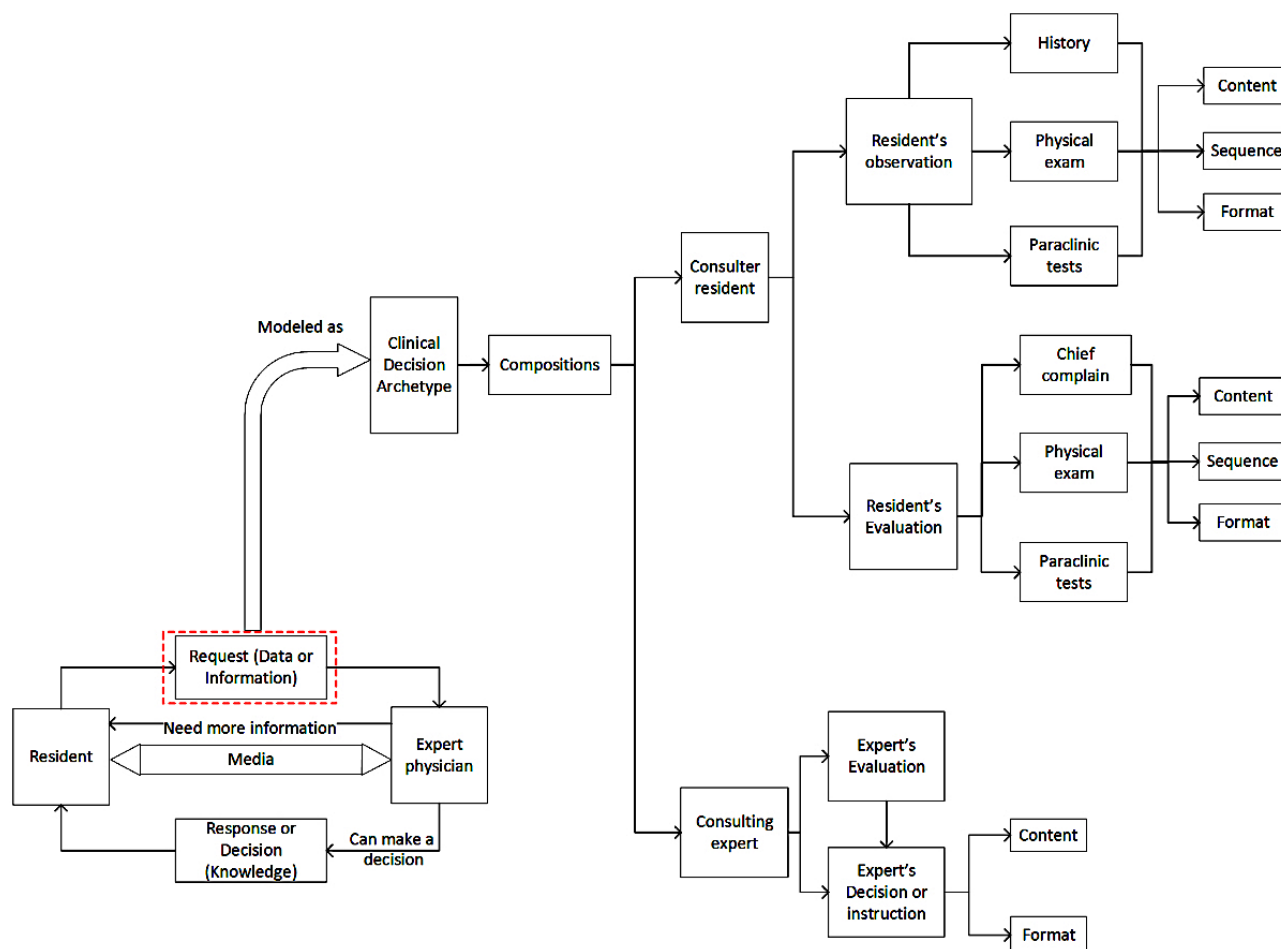 History
Content
Resident's
observation
Physical
exam
Sequence
Format
Paraclinic
tests
Consulter
resident
Modeled as
Clinical
Decision
Archetype
Compositions
Chief
complain
Content
Physical
exam
Sequence
Resident's
Evaluation
Format
Paraclinic
tests
Request (Data or
Information)
Need more information
Resident
Media
Expert
physician
Response or
Decision
(Knowledge)
Can make a
decision
Expert's
Evaluation
Consulting
expert
Content
Expert's
Decision or
instruction
Format